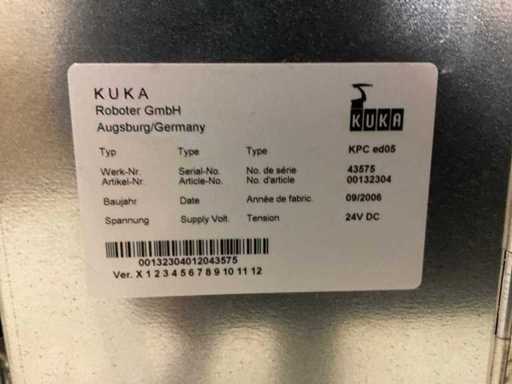 KUKA
Roboter GmbH
Augsburg/Germany
KUKA
Typ Type Type KPC ed05
Werk-Nr. Serial-No. No. de série 43575
Artikel-Nr. Article-No. No. d'article 00132304
Baujahr Date Année de fabric. 09/2006
Spannung Supply Volt. Tension 24V DC
00132304012043575
Ver. X 1 2 3 4 5 6 7 8 9 10 11 12